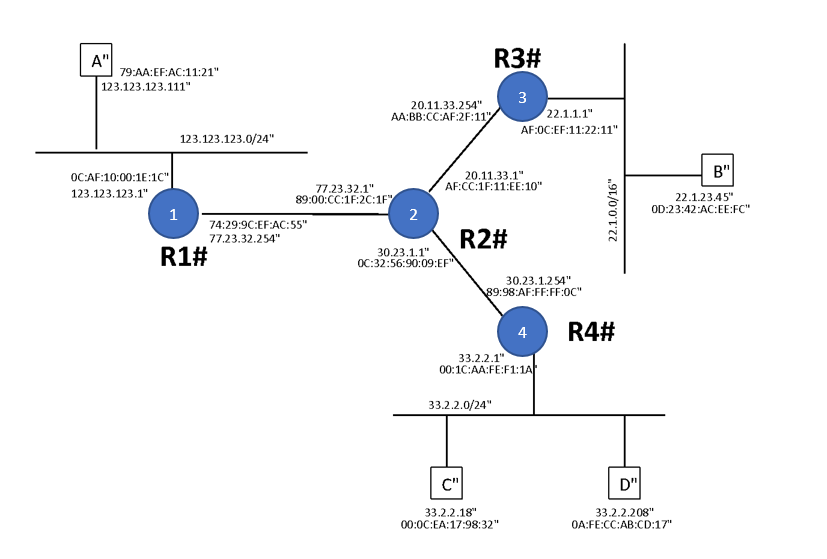 A"
79:AA:EF:AC:11:21"
123.123.123.111"
123.123.123.0/24"
0C:AF:10:00:1E:1C"
123.123.123.1"
1
R1#
74:29:9C:EF:AC:55"
77.23.32.254"
77.23.32.1"
89:00:CC:1F:2C:1F"
2
R2#
20.11.33.1"
AF:CC:1F:11:EE:10"
20.11.33.254"
AA:BB:CC:AF:2F:11"
R3#
3
22.1.1.1"
AF:0C:EF:11:22:11"
22.1.0.0/16"
B"
22.1.23.45"
0D:23:42:AC:EE:FC"
30.23.1.1"
0C:32:56:90:09:EF"
30.23.1.254"
89:98:AF:FF:FF:0C"
4
R4#
33.2.2.1"
00:1C:AA:FE:F1:1A"
33.2.2.0/24"
C"
33.2.2.18"
00:0C:EA:17:98:32"
D"
33.2.2.208"
0A:FE:CC:AB:CD:17"